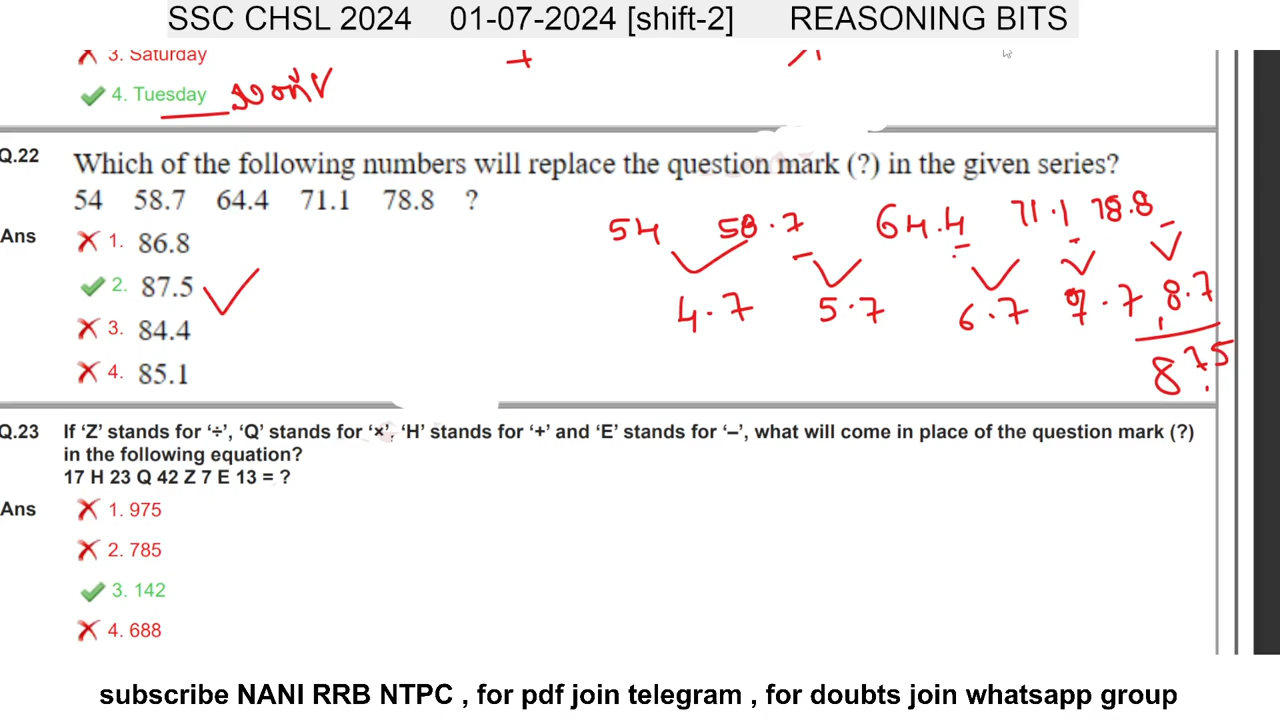 SSC CHSL 2024 01-07-2024 [shift-2] REASONING BITS
3. Saturday
4. Tuesday
Q.22 Which of the following numbers will replace the question mark (?) in the given series?
54 58.7 64.4 71.1 78.8 ?
Ans 1. 86.8
2. 87.5
3. 84.4
4. 85.1
54 58.7 64.4 71.1 78.8
4.7 5.7 6.7 7.7 8.7
87.5
Q.23 If ‘Z’ stands for ‘÷’, ‘Q’ stands for ‘×’, ‘H’ stands for ‘+’ and ‘E’ stands for ‘–’, what will come in place of the question mark (?)
in the following equation?
17 H 23 Q 42 Z 7 E 13 = ?
Ans 1. 975
2. 785
3. 142
4. 688
subscribe NANI RRB NTPC , for pdf join telegram , for doubts join whatsapp group